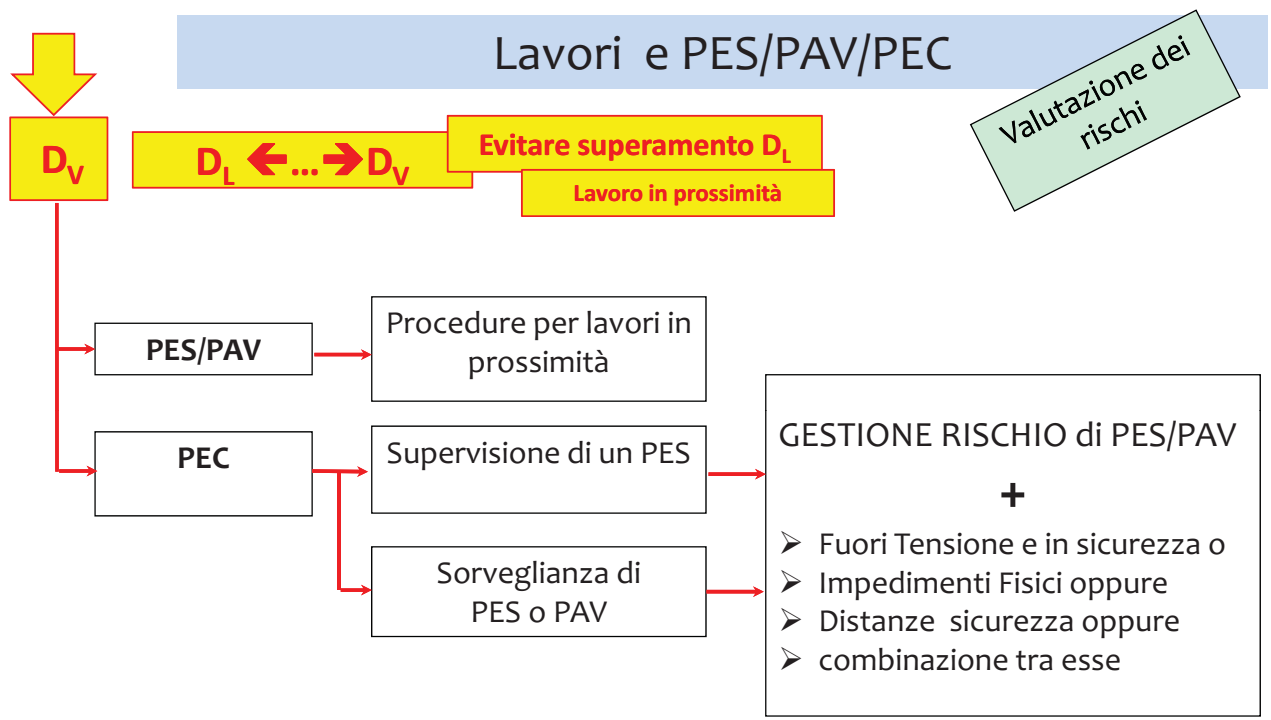 Lavori e PES/PAV/PEC
Valutazione dei
rischi
DV
DL 🡸...🡺 DV
Evitare superamento DL
Lavoro in prossimità
PES/PAV
Procedure per lavori in
prossimità
PEC
Supervisione di un PES
Sorveglianza di
PES o PAV
GESTIONE RISCHIO di PES/PAV
+
➢ Fuori Tensione e in sicurezza o
➢ Impedimenti Fisici oppure
➢ Distanze sicurezza oppure
➢ combinazione tra esse